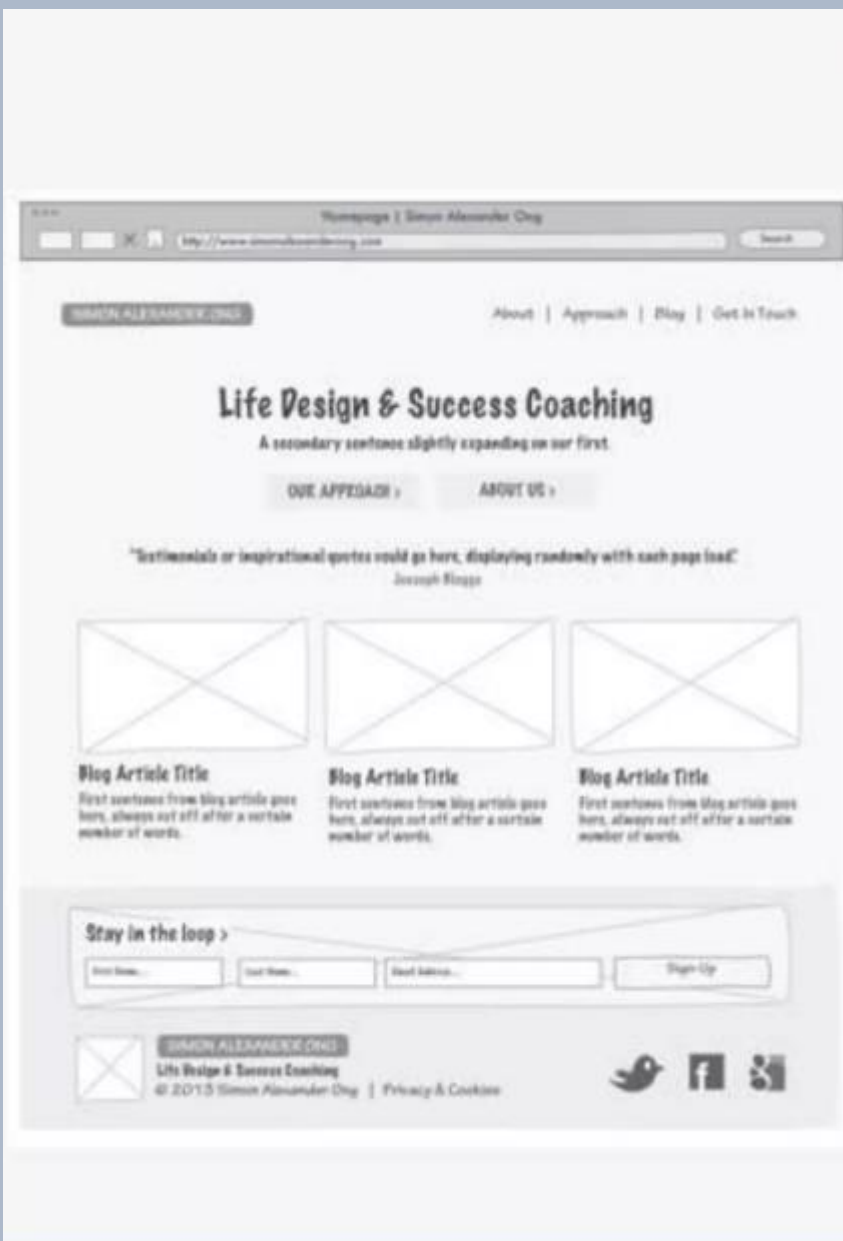 Homepage | Simon Alexander Ong
http://www.simonalexanderong.com
Search
SIMON ALEXANDER ONG
About | Approach | Blog | Get In Touch
Life Design & Success Coaching
A secondary sentence slightly expanding on our first.
OUR APPROACH >
ABOUT US >
"Testimonials or inspirational quotes could go here, displaying randomly with each page load."
Joseph Bloggs
Blog Article Title
First sentence from blog article goes
here, always cut off after a certain
number of words.
Blog Article Title
First sentence from blog article goes
here, always cut off after a certain
number of words.
Blog Article Title
First sentence from blog article goes
here, always cut off after a certain
number of words.
Stay in the loop >
First Name...
Last Name...
Email Address...
Sign Up
SIMON ALEXANDER ONG
Life Design & Success Coaching
© 2013 Simon Alexander Ong | Privacy & Cookies